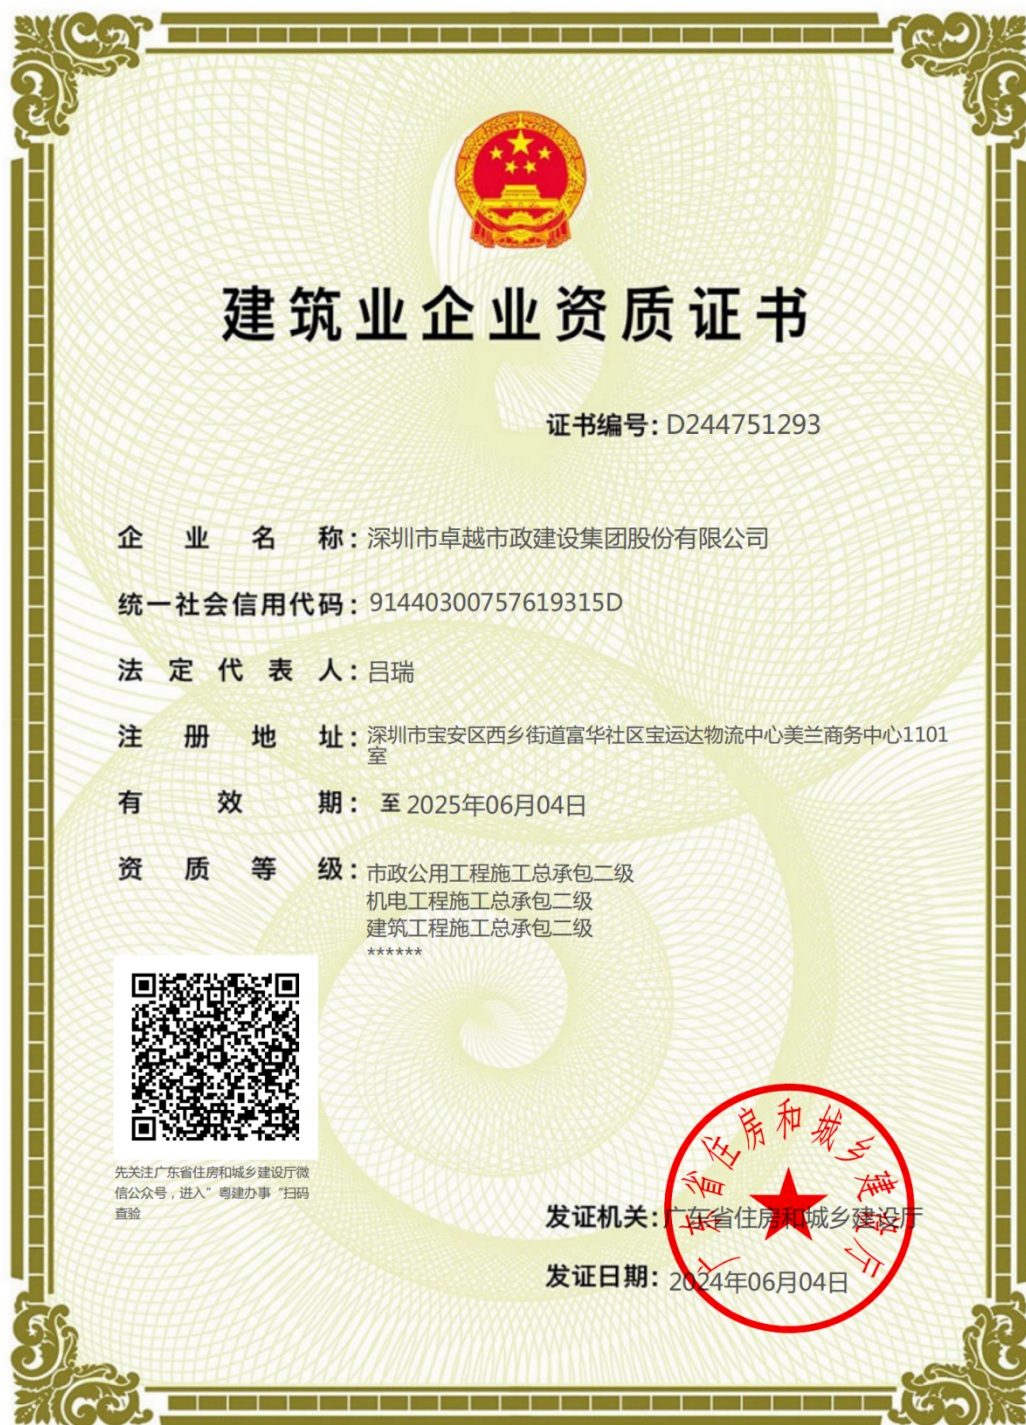 建筑业企业资质证书
证书编号: D244751293
企业名称: 深圳市卓越市政建设集团股份有限公司
统一社会信用代码: 91440300757619315D
法定代表人: 吕瑞
注册地址: 深圳市宝安区西乡街道富华社区宝运达物流中心美兰商务中心1101
室
有效期: 至 2025年06月04日
资质等级: 市政公用工程施工总承包二级
机电工程施工总承包二级
建筑工程施工总承包二级
******
先关注广东省住房和城乡建设厅微
信公众号，进入”粤建办事“扫码
查验
广东省住房和城乡建设厅
发证机关: 广东省住房和城乡建设厅
发证日期: 2024年06月04日